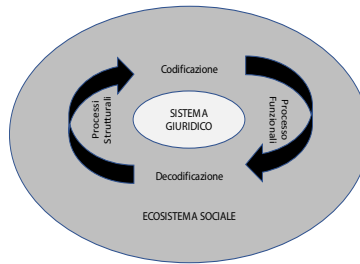 Codificazione
Processi
Strutturali
SISTEMA
GIURIDICO
Processo
Funzionali
Decodificazione
ECOSISTEMA SOCIALE